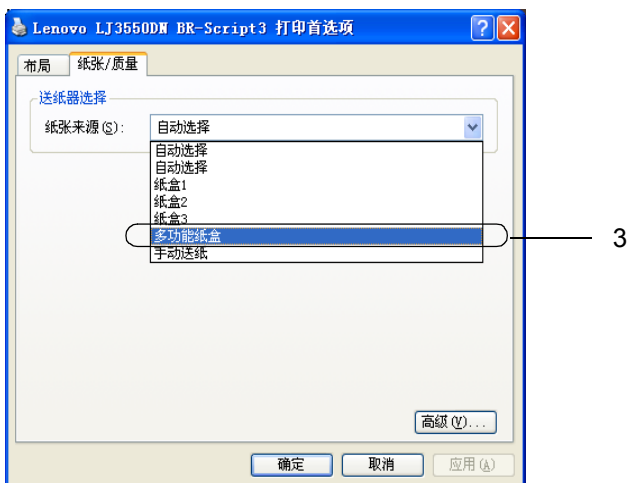 Lenovo LJ3550DN BR-Script3 打印首选项
布局 纸张/质量
送纸器选择
纸张来源(S): 自动选择
自动选择
自动选择
纸盒1
纸盒2
纸盒3
多功能纸盒 3
手动送纸
高级(V)...
确定 取消 应用(A)